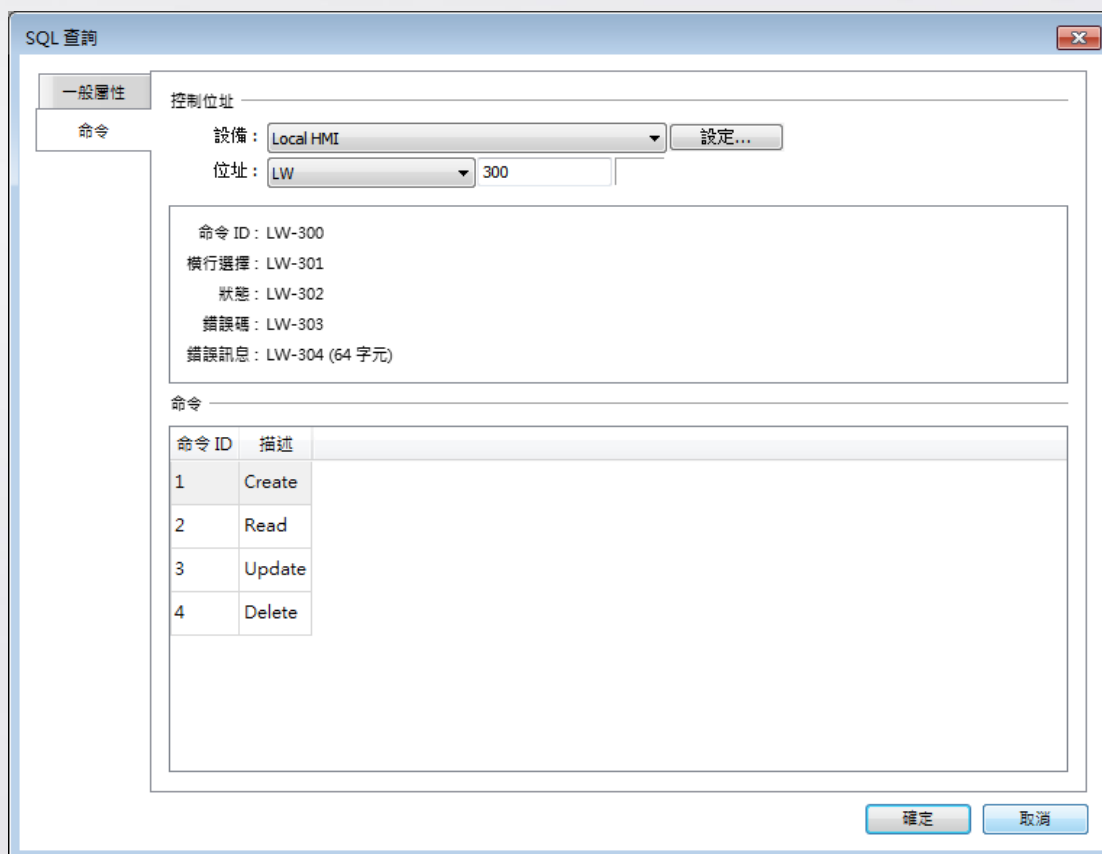 SQL 查詢
一般屬性
命令
控制位址
設備： Local HMI 設定...
位址： LW 300
命令 ID： LW-300
橫行選擇： LW-301
狀態： LW-302
錯誤碼： LW-303
錯誤訊息： LW-304 (64 字元)
命令
命令 ID 描述
1 Create
2 Read
3 Update
4 Delete
確定 取消